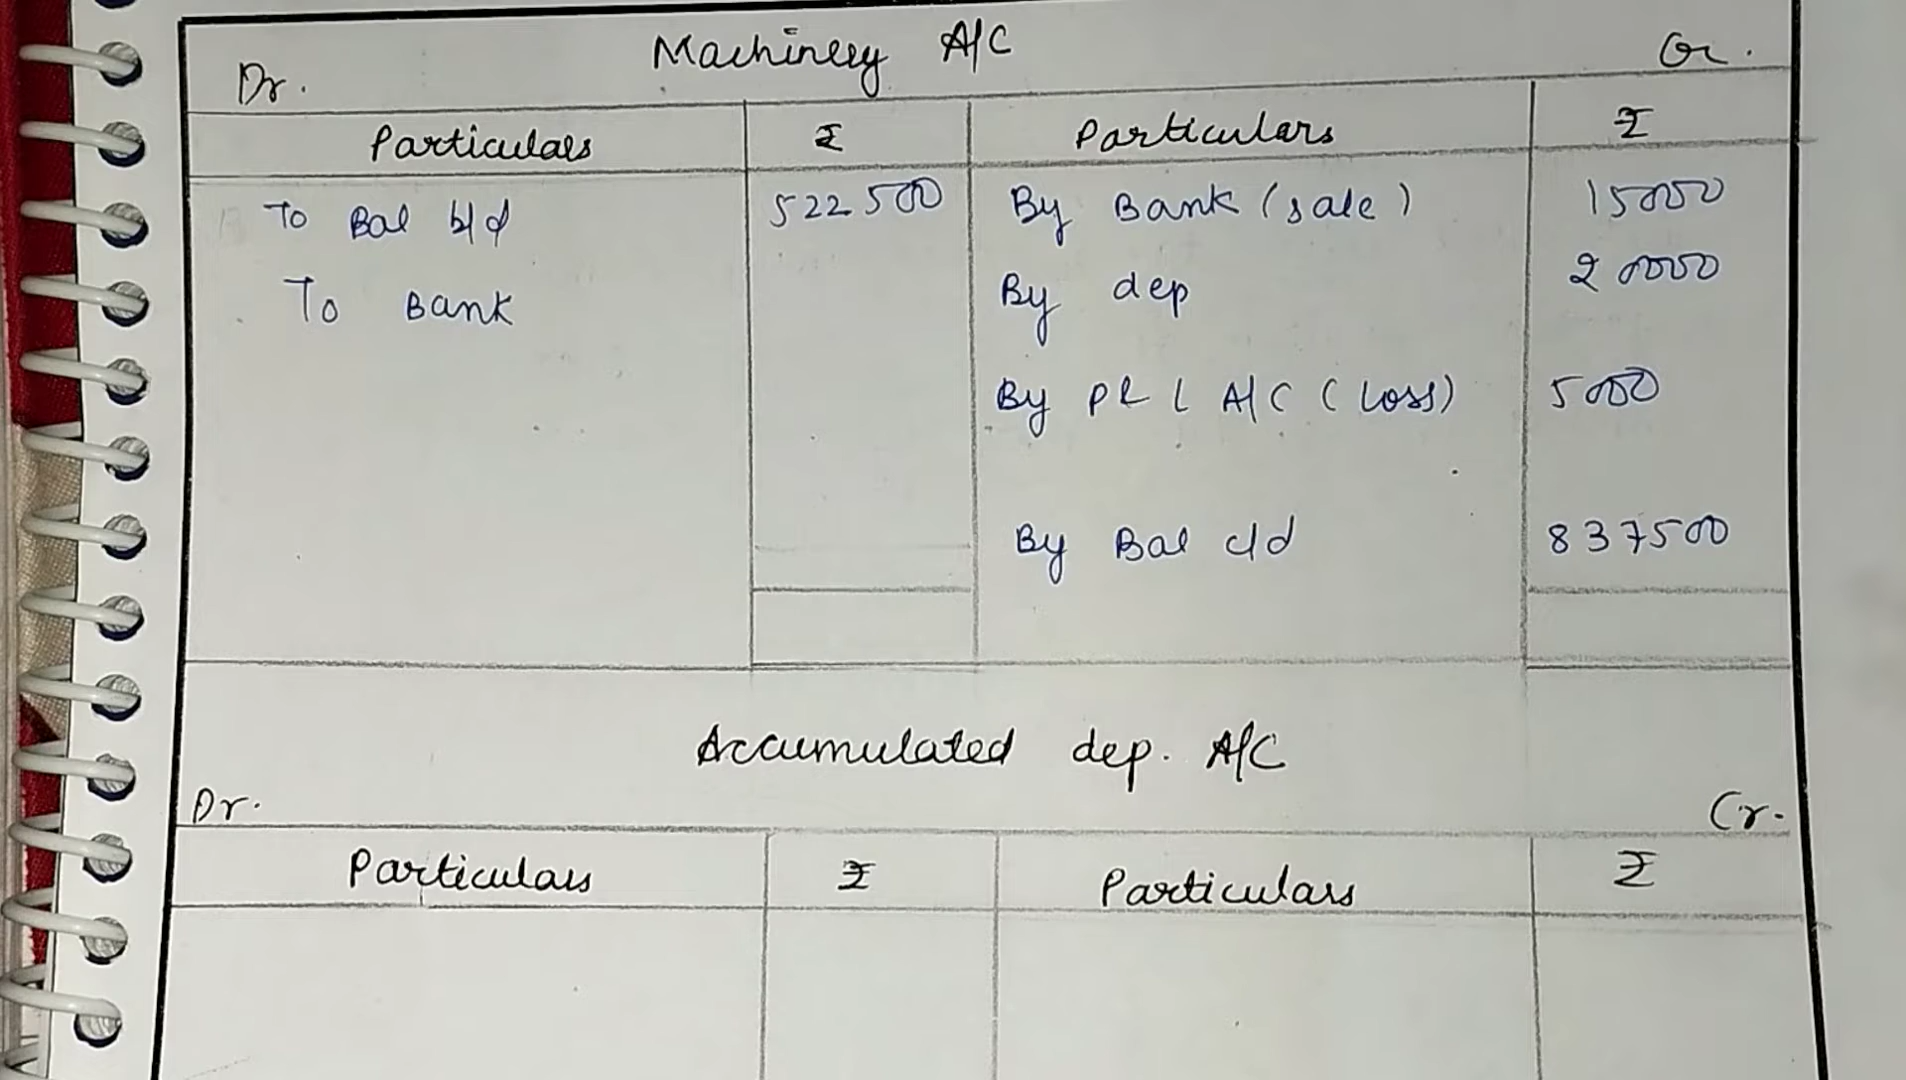 Machinery A/C
Dr. Cr.
Particulars ₹ Particulars ₹
To Bal b/d 522500 By Bank (sale) 15000
To Bank By dep 20000
By P&L A/C (Loss) 5000
By Bal c/d 837500
Accumulated dep. A/C
Dr. Cr.
Particulars ₹ Particulars ₹